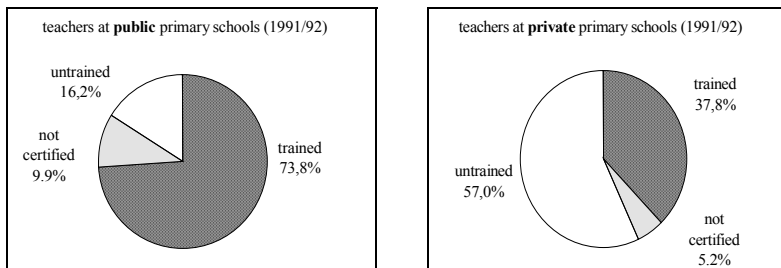 teachers at public primary schools (1991/92)
untrained
16,2%
not
certified
9.9%
trained
73,8%
teachers at private primary schools (1991/92)
trained
37,8%
untrained
57,0%
not
certified
5.2%